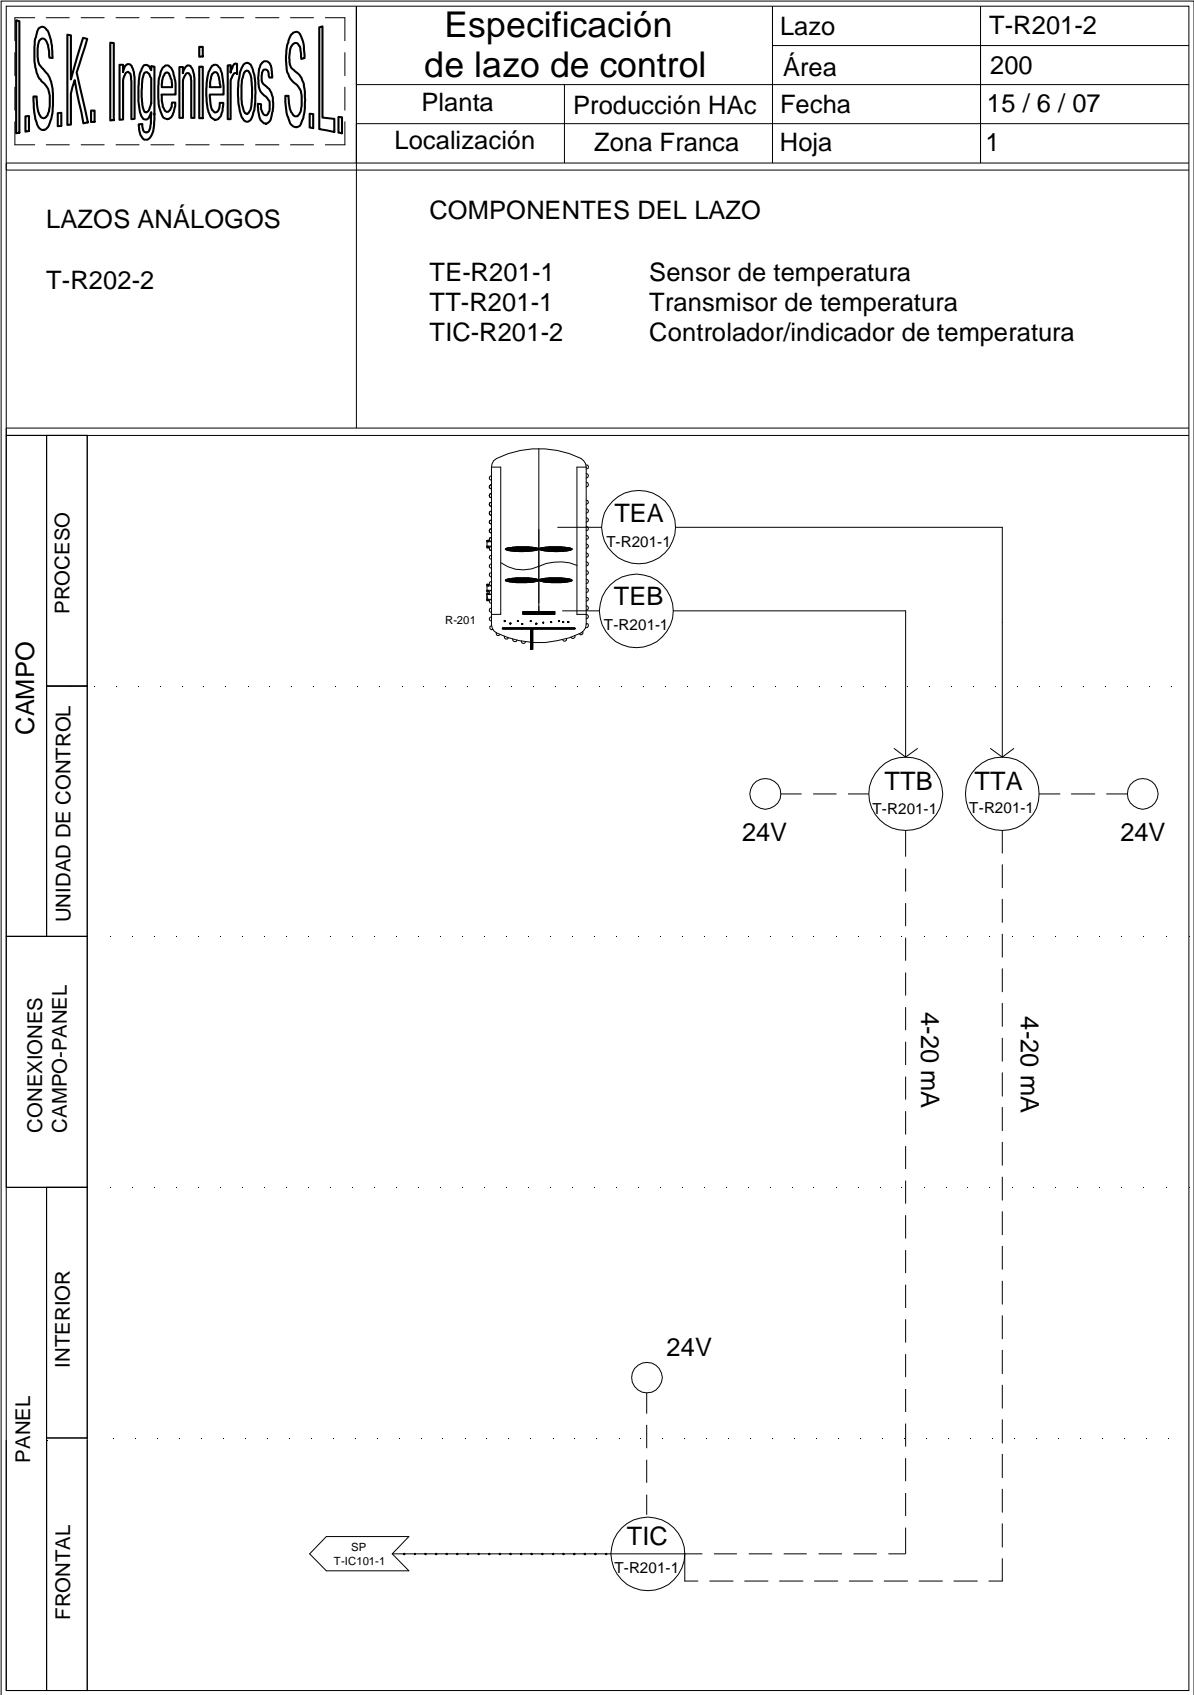 I.S.K. Ingenieros S.L.
Especificación
de lazo de control
Lazo
T-R201-2
Área
200
Planta
Producción HAc
Fecha
15 / 6 / 07
Localización
Zona Franca
Hoja
1
LAZOS ANÁLOGOS
T-R202-2
COMPONENTES DEL LAZO
TE-R201-1 Sensor de temperatura
TT-R201-1 Transmisor de temperatura
TIC-R201-2 Controlador/indicador de temperatura
CAMPO
PROCESO
R-201
TEA
T-R201-1
TEB
T-R201-1
UNIDAD DE CONTROL
24V
TTB
T-R201-1
TTA
T-R201-1
24V
CONEXIONES
CAMPO-PANEL
4-20 mA
4-20 mA
PANEL
INTERIOR
24V
FRONTAL
SP
T-IC101-1
TIC
T-R201-1